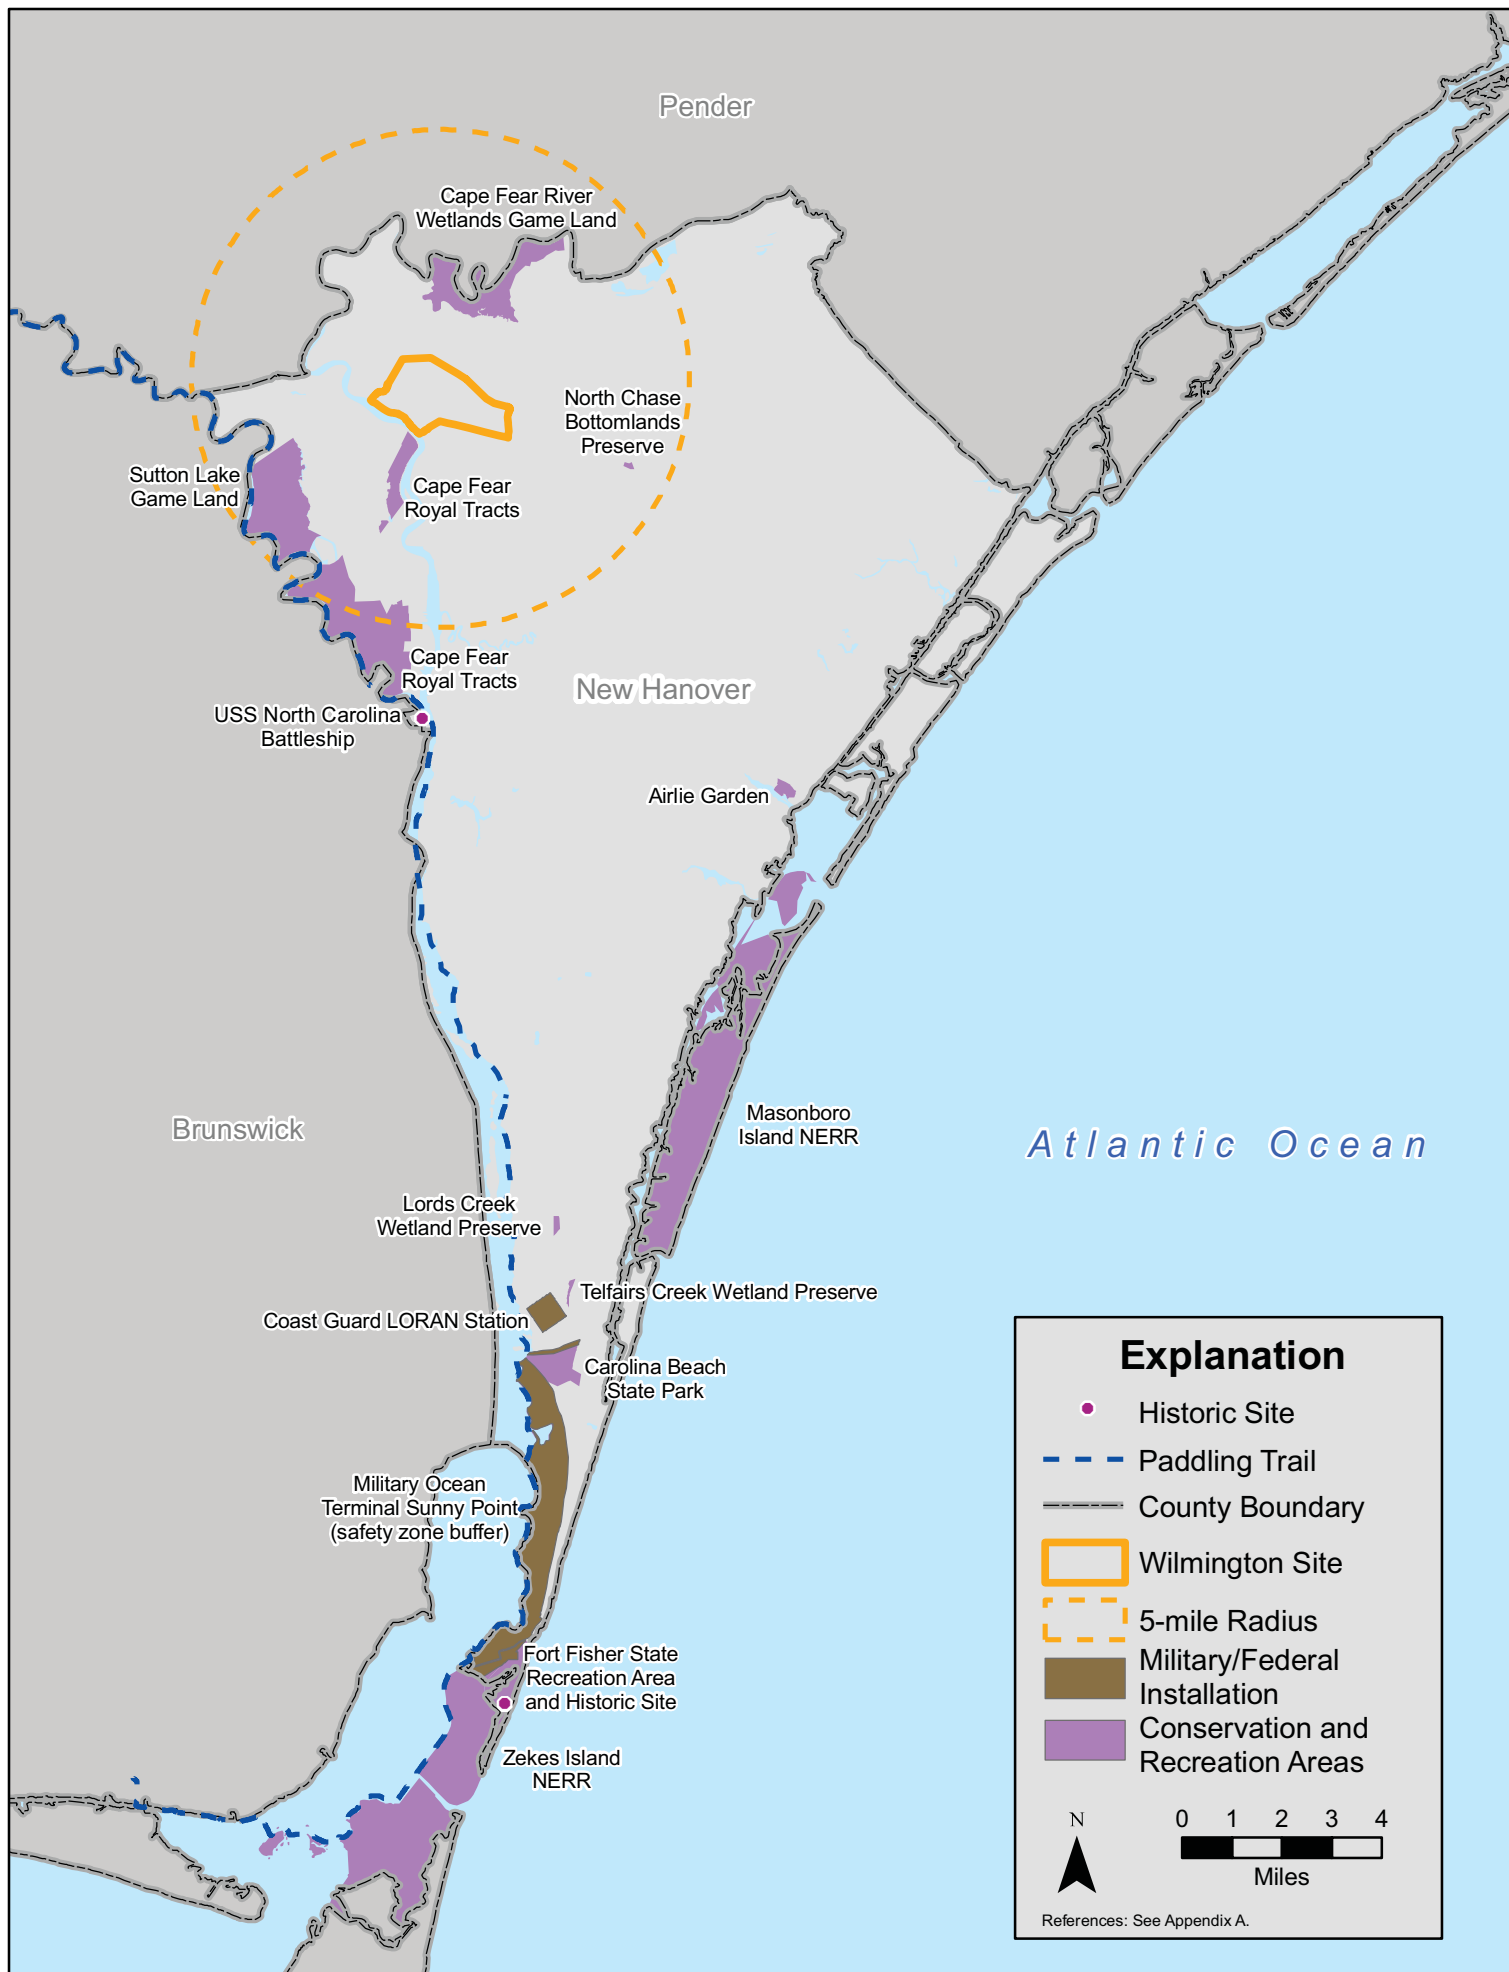 Pender
Cape Fear River
Wetlands Game Land
North Chase
Bottomlands
Preserve
Sutton Lake
Game Land
Cape Fear
Royal Tracts
Cape Fear
Royal Tracts
New Hanover
USS North Carolina
Battleship
Airlie Garden
Masonboro
Island NERR
Brunswick
Atlantic Ocean
Lords Creek
Wetland Preserve
Telfairs Creek Wetland Preserve
Coast Guard LORAN Station
Carolina Beach
State Park
Military Ocean
Terminal Sunny Point
(safety zone buffer)
Fort Fisher State
Recreation Area
and Historic Site
Zekes Island
NERR
Explanation
Historic Site
Paddling Trail
County Boundary
Wilmington Site
5-mile Radius
Military/Federal
Installation
Conservation and
Recreation Areas
N
0 1 2 3 4
Miles
References: See Appendix A.